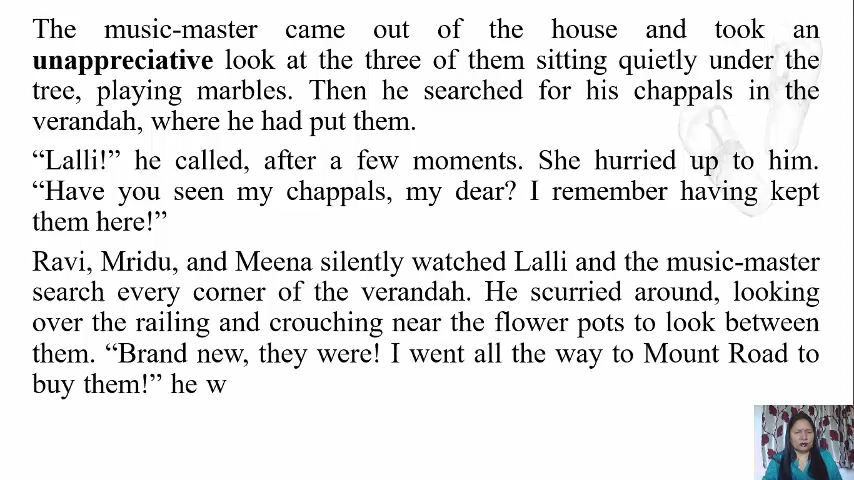 The music-master came out of the house and took an
unappreciative look at the three of them sitting quietly under the
tree, playing marbles. Then he searched for his chappals in the
verandah, where he had put them.
“Lalli!” he called, after a few moments. She hurried up to him.
“Have you seen my chappals, my dear? I remember having kept
them here!”
Ravi, Mridu, and Meena silently watched Lalli and the music-master
search every corner of the verandah. He scurried around, looking
over the railing and crouching near the flower pots to look between
them. “Brand new, they were! I went all the way to Mount Road to
buy them!” he w